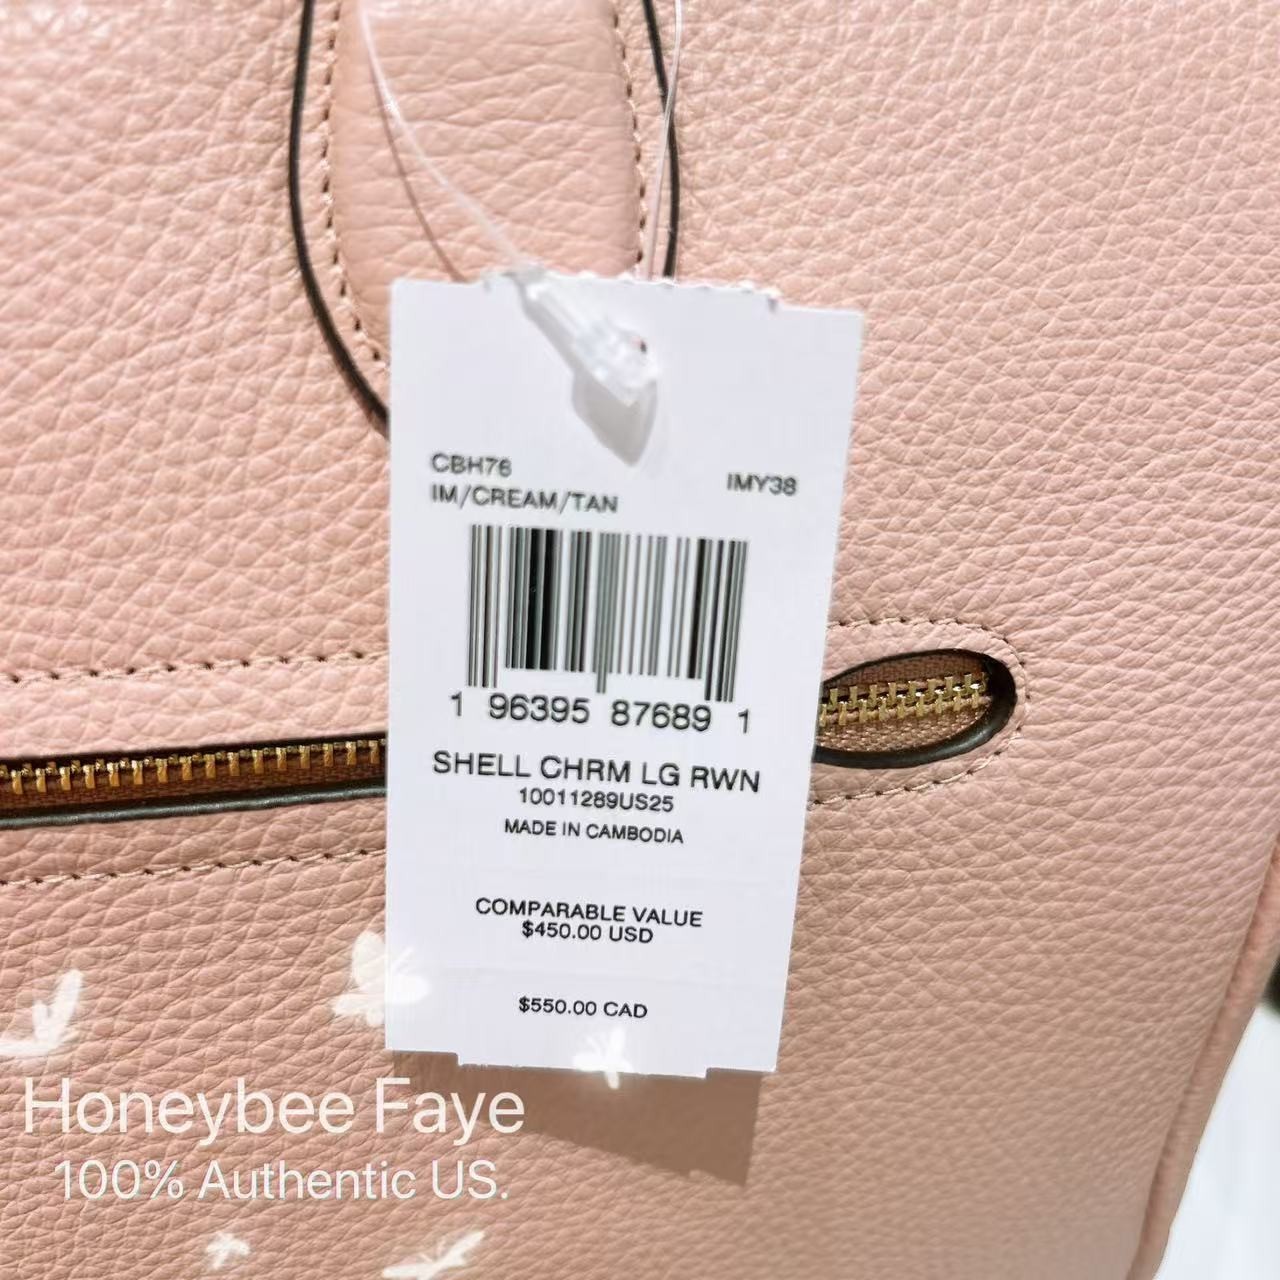 CBH76
IMY38
IM/CREAM/TAN
1 96395 87689 1
SHELL CHRM LG RWN
10011289US25
MADE IN CAMBODIA
COMPARABLE VALUE
$450.00 USD
$550.00 CAD
Honeybee Faye
100% Authentic US.